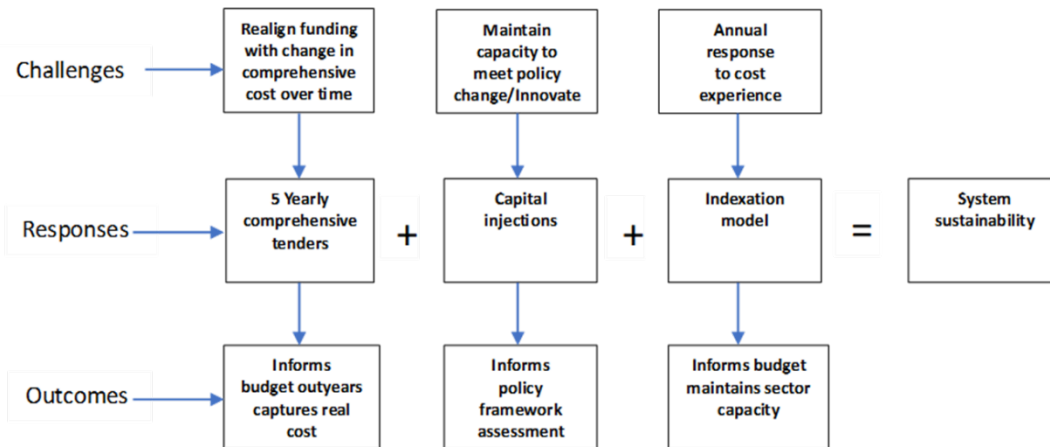 Challenges
Realign funding
with change in
comprehensive
cost over time
Maintain
capacity to
meet policy
change/Innovate
Annual
response
to cost
experience
Responses
5 Yearly
comprehensive
tenders
+
Capital
injections
+
Indexation
model
=
System
sustainability
Outcomes
Informs
budget outyears
captures real
cost
Informs
policy
framework
assessment
Informs budget
maintains sector
capacity